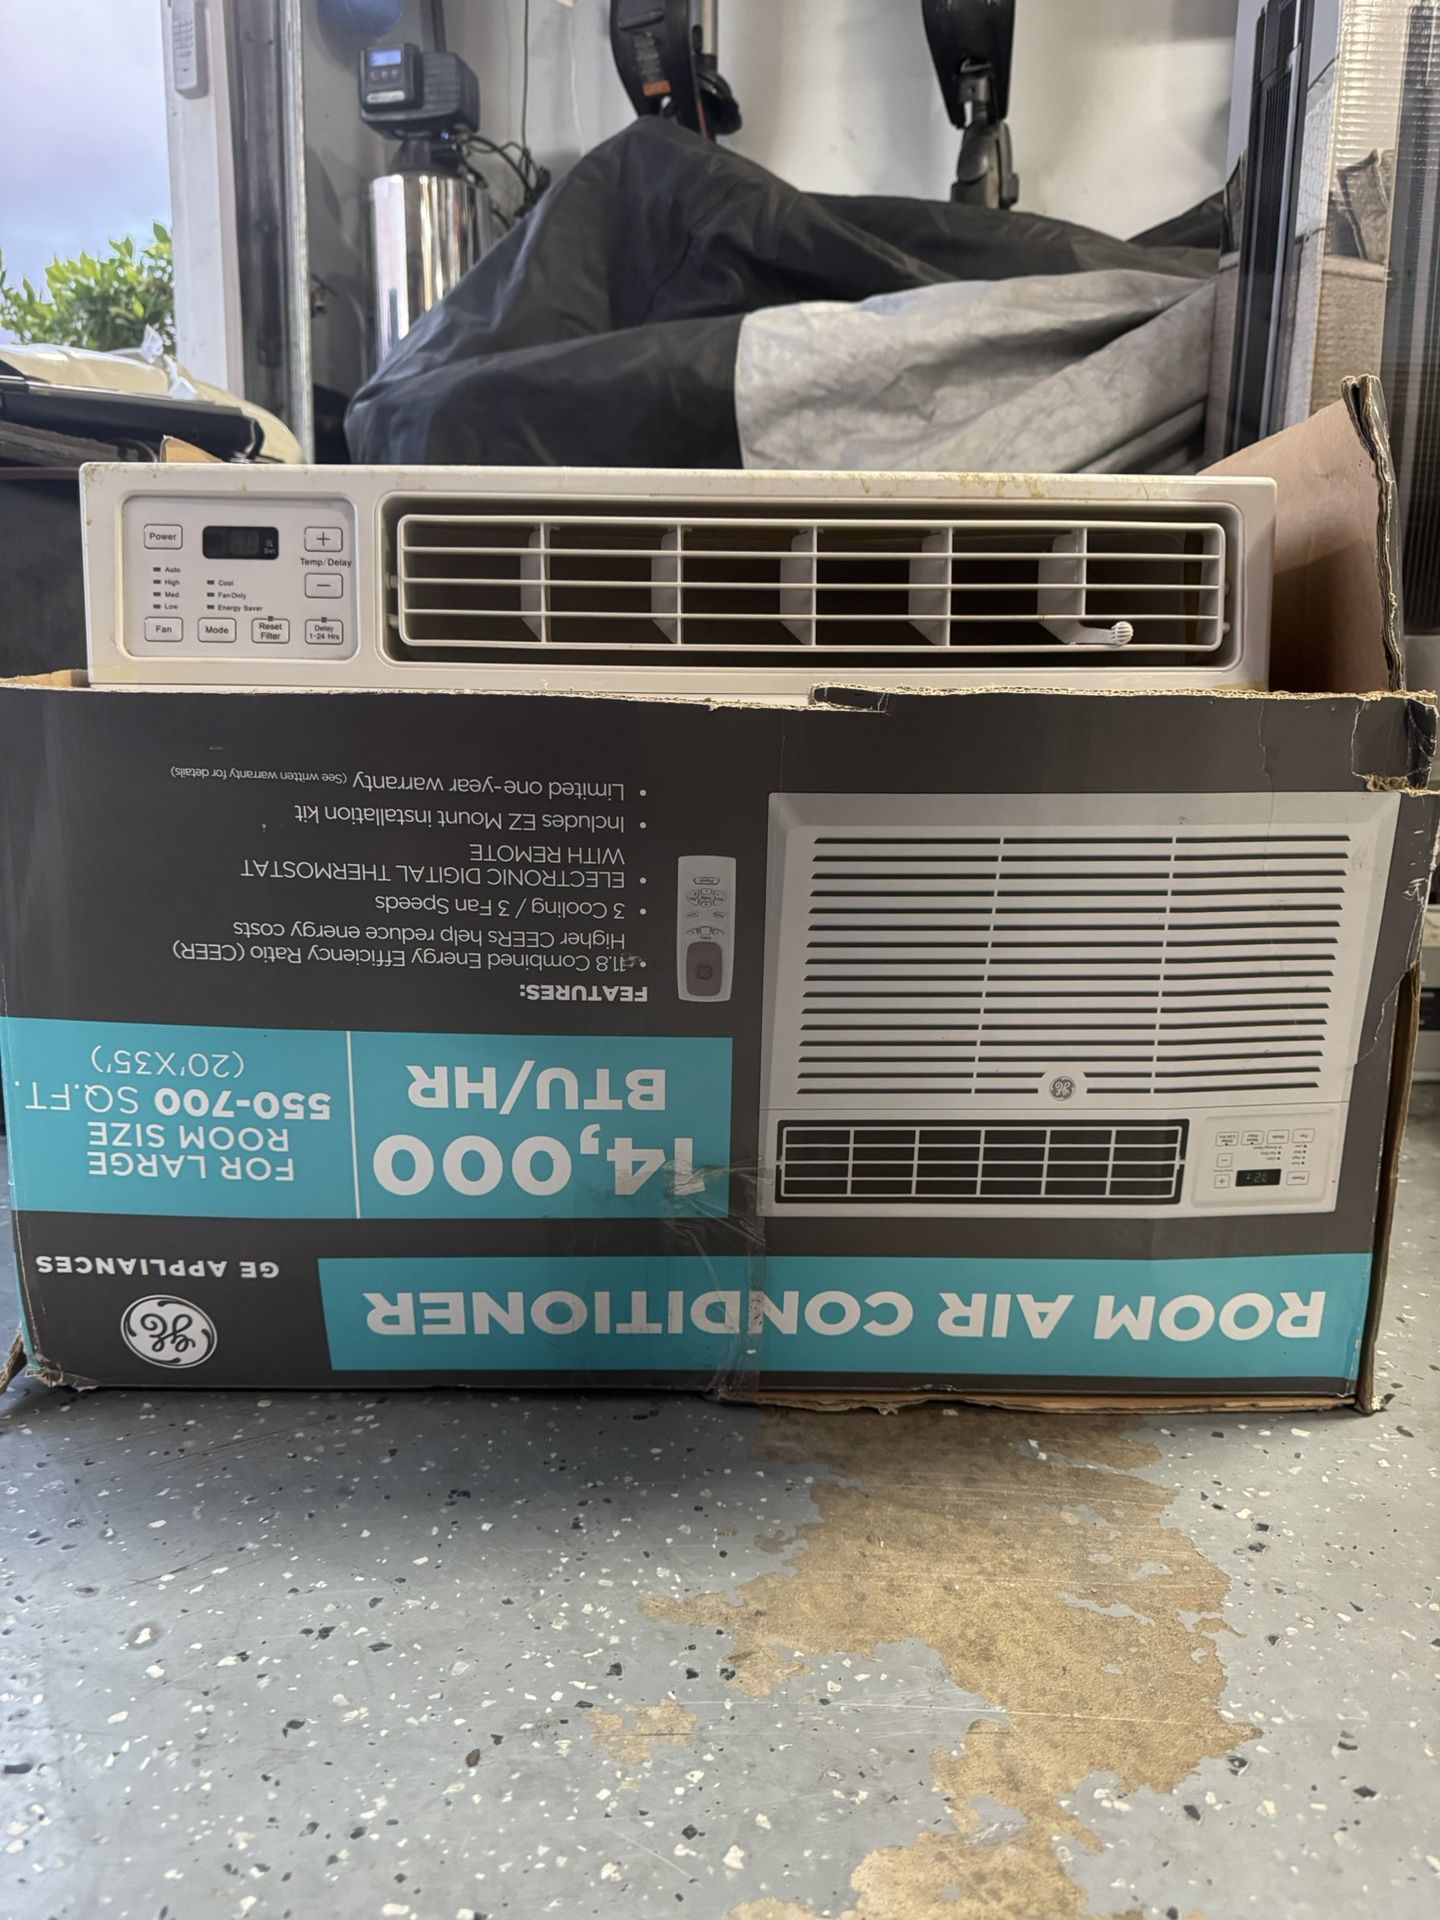 Power
Set
+
Temp/Delay
−
Auto
High
Med
Low
Cool
Fan Only
Energy Saver
Fan
Mode
Reset
Filter
Delay
1-24 Hrs
ROOM AIR CONDITIONER
GE APPLIANCES
14,000
BTU/HR
FOR LARGE
ROOM SIZE
550-700 SQ.FT.
(20'X35')
FEATURES:
• 11.8 Combined Energy Efficiency Ratio (CEER)
Higher CEERs help reduce energy costs
• 3 Cooling / 3 Fan Speeds
• ELECTRONIC DIGITAL THERMOSTAT
WITH REMOTE
• Includes EZ Mount installation kit
• Limited one-year warranty (See written warranty for details)